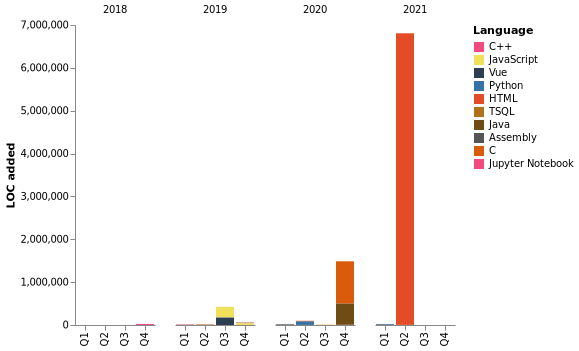 2018 2019 2020 2021
7,000,000
6,000,000
5,000,000
4,000,000
3,000,000
2,000,000
1,000,000
0
LOC added
Q1 Q2 Q3 Q4 Q1 Q2 Q3 Q4 Q1 Q2 Q3 Q4 Q1 Q2 Q3 Q4
Language
C++
JavaScript
Vue
Python
HTML
TSQL
Java
Assembly
C
Jupyter Notebook